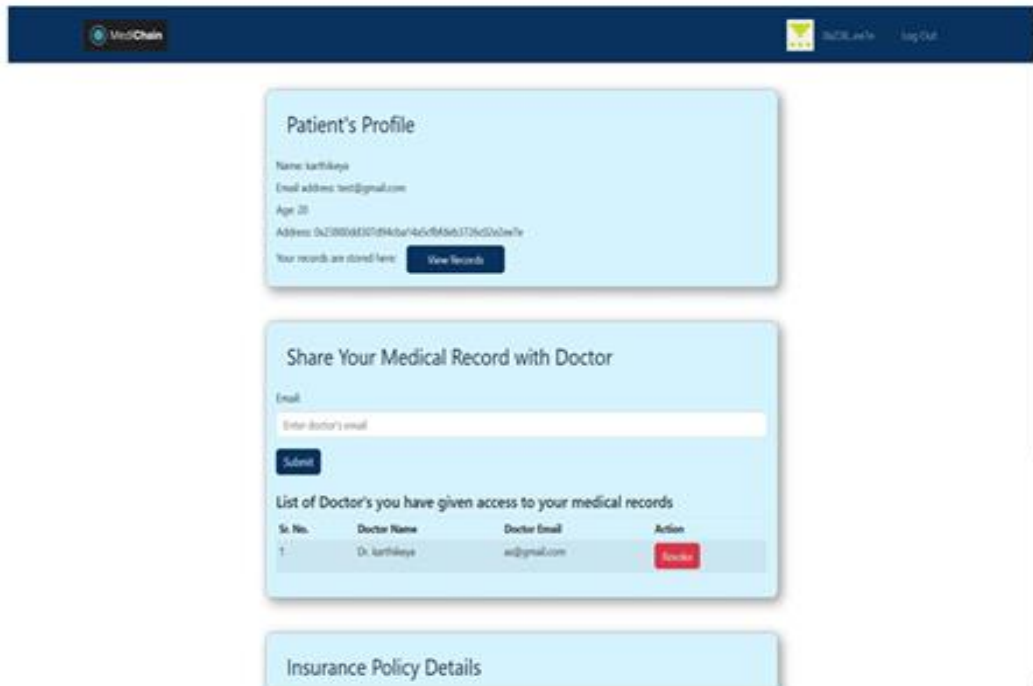 MediChain
Log Out
Patient's Profile
Name: karthikeya
Email address: test@gmail.com
Age: 20
Address:
Your records are stored here: View Records
Share Your Medical Record with Doctor
Email:
Enter doctor's email
Submit
List of Doctor's you have given access to your medical records
Sr. No. Doctor Name Doctor Email Action
1 Dr. karthikeya @gmail.com Revoke
Insurance Policy Details